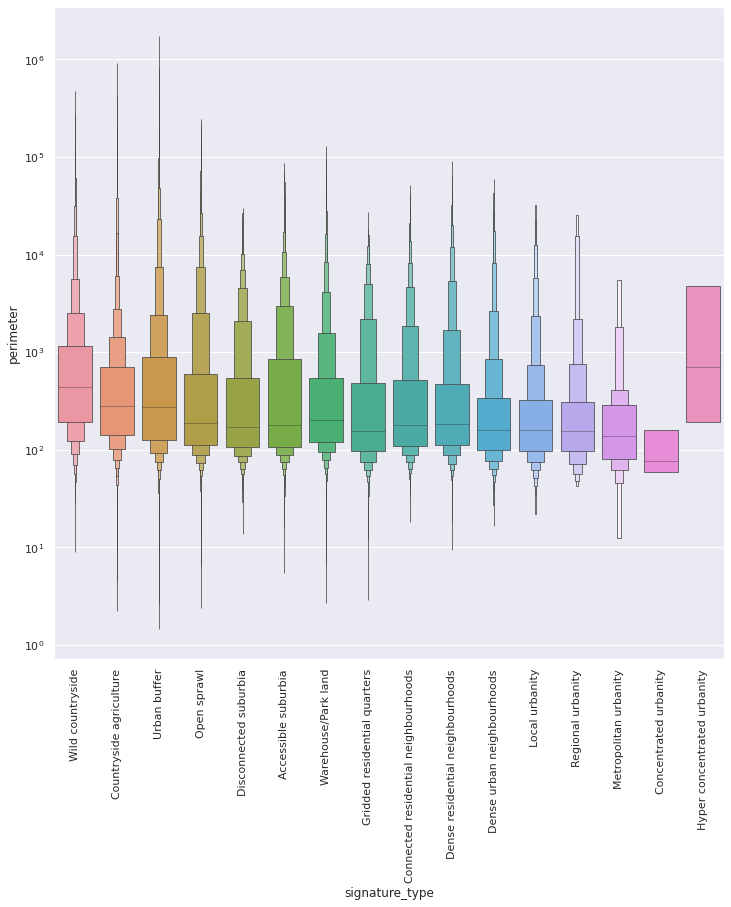 10^6
10^5
10^4
10^3
10^2
10^1
10^0
perimeter
Wild countryside
Countryside agriculture
Urban buffer
Open sprawl
Disconnected suburbia
Accessible suburbia
Warehouse/Park land
Gridded residential quarters
Connected residential neighbourhoods
Dense residential neighbourhoods
Dense urban neighbourhoods
Local urbanity
Regional urbanity
Metropolitan urbanity
Concentrated urbanity
Hyper concentrated urbanity
signature_type